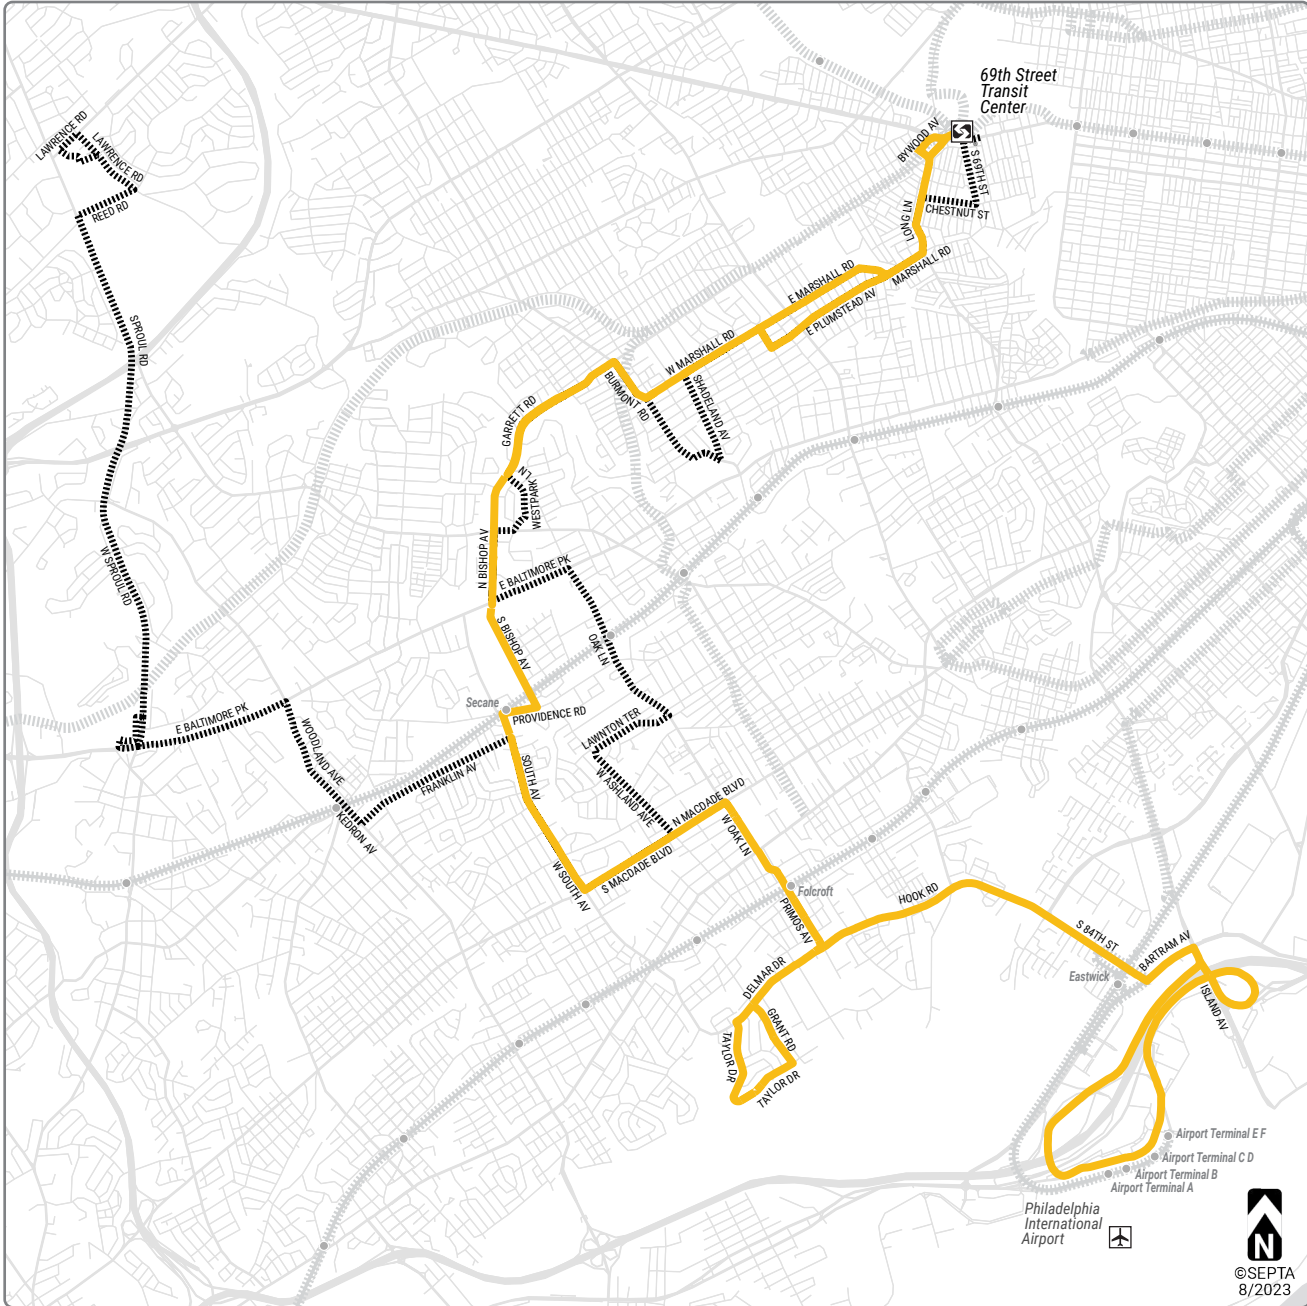 69th Street
Transit
Center
LAWRENCE RD
LAWRENCE RD
REED RD
BYWOOD AV
S 69TH ST
CHESTNUT ST
LONG LN
MARSHALL RD
E MARSHALL RD
E PLUMSTEAD AV
SPROUL RD
W MARSHALL RD
SHADELAND AV
BURMONT RD
GARRETT RD
WESTPARK LN
N BISHOP AV
E BALTIMORE PK
W SPROUL RD
S BISHOP AV
OAK LN
Secane
PROVIDENCE RD
E BALTIMORE PK
LAWNTON TER
WOODLAND AVE
FRANKLIN AV
SOUTH AV
W ASHLAND AVE
N MACDADE BLVD
KEDRON AV
W OAK LN
S MACDADE BLVD
W SOUTH AV
Folcroft
HOOK RD
PRIMOS AV
S 84TH ST
BARTRAM AV
Eastwick
DELMAR DR
ISLAND AV
GRANT RD
TAYLOR DR
TAYLOR DR
Airport Terminal E F
Airport Terminal C D
Airport Terminal B
Airport Terminal A
Philadelphia
International
Airport
N
©SEPTA
8/2023